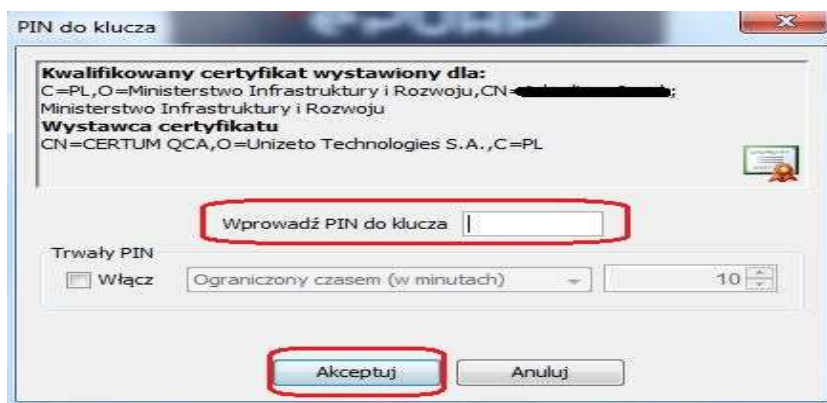 PIN do klucza
Kwalifikowany certyfikat wystawiony dla:
C=PL,O=Ministerstwo Infrastruktury i Rozwoju,CN=
;
Ministerstwo Infrastruktury i Rozwoju
Wystawca certyfikatu
CN=CERTUM QCA,O=Unizeto Technologies S.A.,C=PL
Wprowadź PIN do klucza
Trwały PIN
Włącz Ograniczony czasem (w minutach) 10
Akceptuj Anuluj